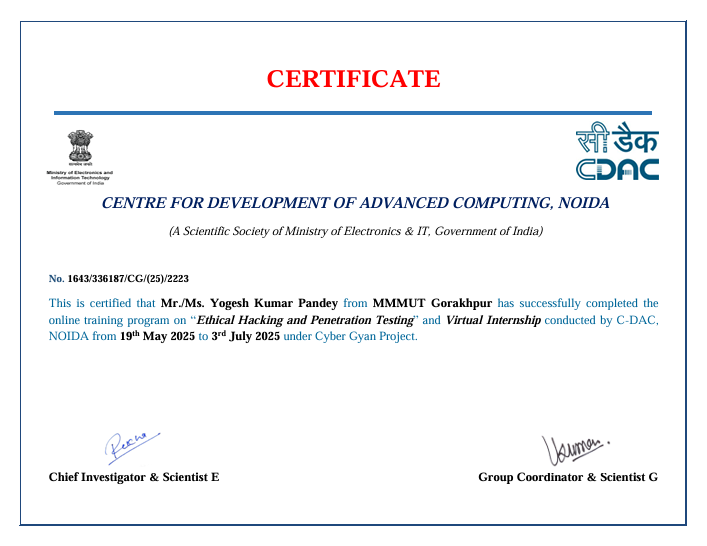 CERTIFICATE
सत्यमेव जयते
Ministry of Electronics and
Information Technology
Government of India
सी डैक
CDAC
CENTRE FOR DEVELOPMENT OF ADVANCED COMPUTING, NOIDA
(A Scientific Society of Ministry of Electronics & IT, Government of India)
No. 1643/336187/CG/(25)/2223
This is certified that Mr./Ms. Yogesh Kumar Pandey from MMMUT Gorakhpur has successfully completed the
online training program on “Ethical Hacking and Penetration Testing” and Virtual Internship conducted by C-DAC,
NOIDA from 19th May 2025 to 3rd July 2025 under Cyber Gyan Project.
Chief Investigator & Scientist E
Group Coordinator & Scientist G